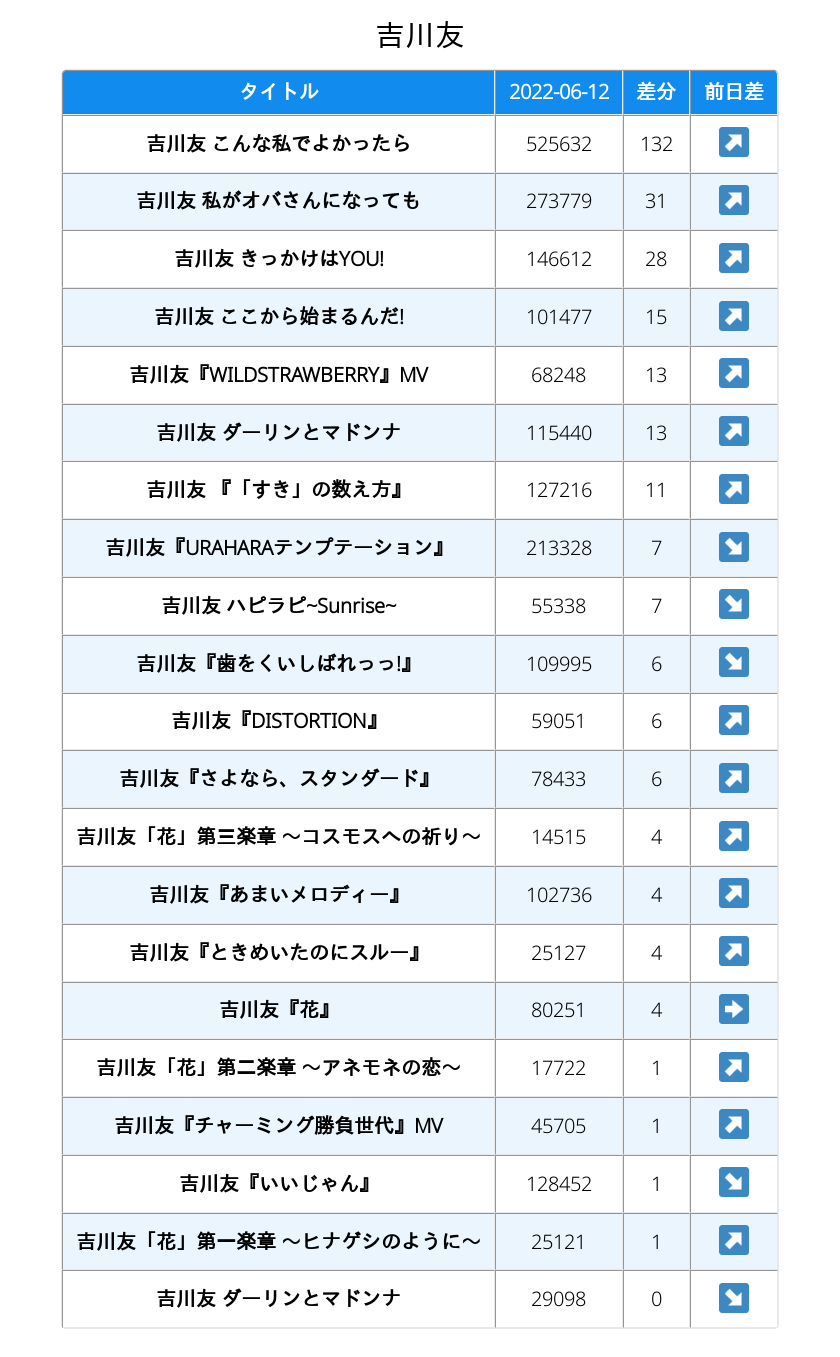 吉川友
タイトル 2022-06-12 差分 前日差
吉川友 こんな私でよかったら 525632 132 ↗
吉川友 私がオバさんになっても 273779 31 ↗
吉川友 きっかけはYOU! 146612 28 ↗
吉川友 ここから始まるんだ! 101477 15 ↗
吉川友『WILDSTRAWBERRY』MV 68248 13 ↗
吉川友 ダーリンとマドンナ 115440 13 ↗
吉川友 『「すき」の数え方』 127216 11 ↗
吉川友『URAHARAテンプテーション』 213328 7 ↘
吉川友 ハピラピ~Sunrise~ 55338 7 ↘
吉川友『歯をくいしばれっっ!』 109995 6 ↘
吉川友『DISTORTION』 59051 6 ↗
吉川友『さよなら、スタンダード』 78433 6 ↗
吉川友「花」第三楽章 〜コスモスへの祈り〜 14515 4 ↗
吉川友『あまいメロディー』 102736 4 ↗
吉川友『ときめいたのにスルー』 25127 4 ↗
吉川友『花』 80251 4 ➡
吉川友「花」第二楽章 〜アネモネの恋〜 17722 1 ↗
吉川友『チャーミング勝負世代』MV 45705 1 ↗
吉川友『いいじゃん』 128452 1 ↘
吉川友「花」第一楽章 〜ヒナゲシのように〜 25121 1 ↗
吉川友 ダーリンとマドンナ 29098 0 ↘